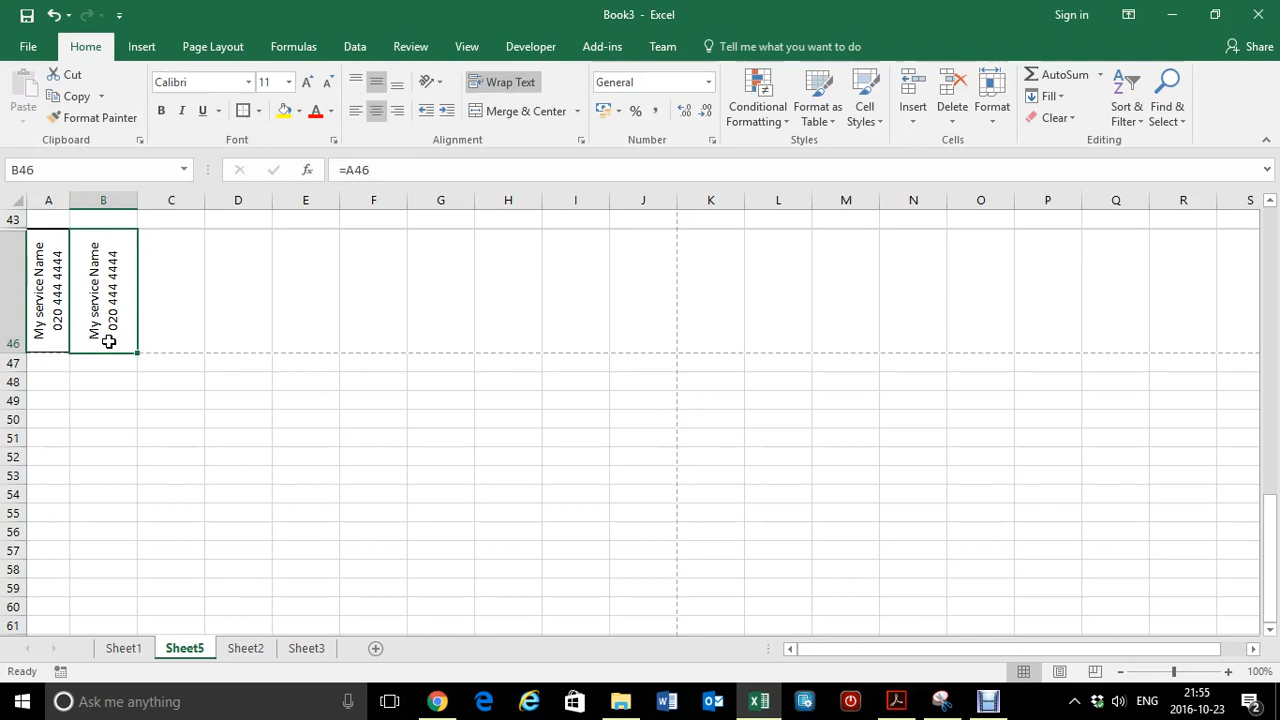 Book3 - Excel
Sign in
File Home Insert Page Layout Formulas Data Review View Developer Add-ins Team Tell me what you want to do Share
Paste
Cut
Copy
Format Painter
Clipboard
Calibri 11
B I U
Font
Wrap Text
Merge & Center
Alignment
General
% ,
Number
Conditional Formatting
Format as Table
Cell Styles
Styles
Insert
Delete
Format
Cells
AutoSum
Fill
Clear
Sort & Filter
Find & Select
Editing
B46 fx =A46
A B C D E F G H I J K L M N O P Q R S
43
46
My service Name
020 444 4444
My service Name
020 444 4444
47
48
49
50
51
52
53
54
55
56
57
58
59
60
61
Sheet1 Sheet5 Sheet2 Sheet3
Ready 100%
Ask me anything
ENG
21:55
2016-10-23
2